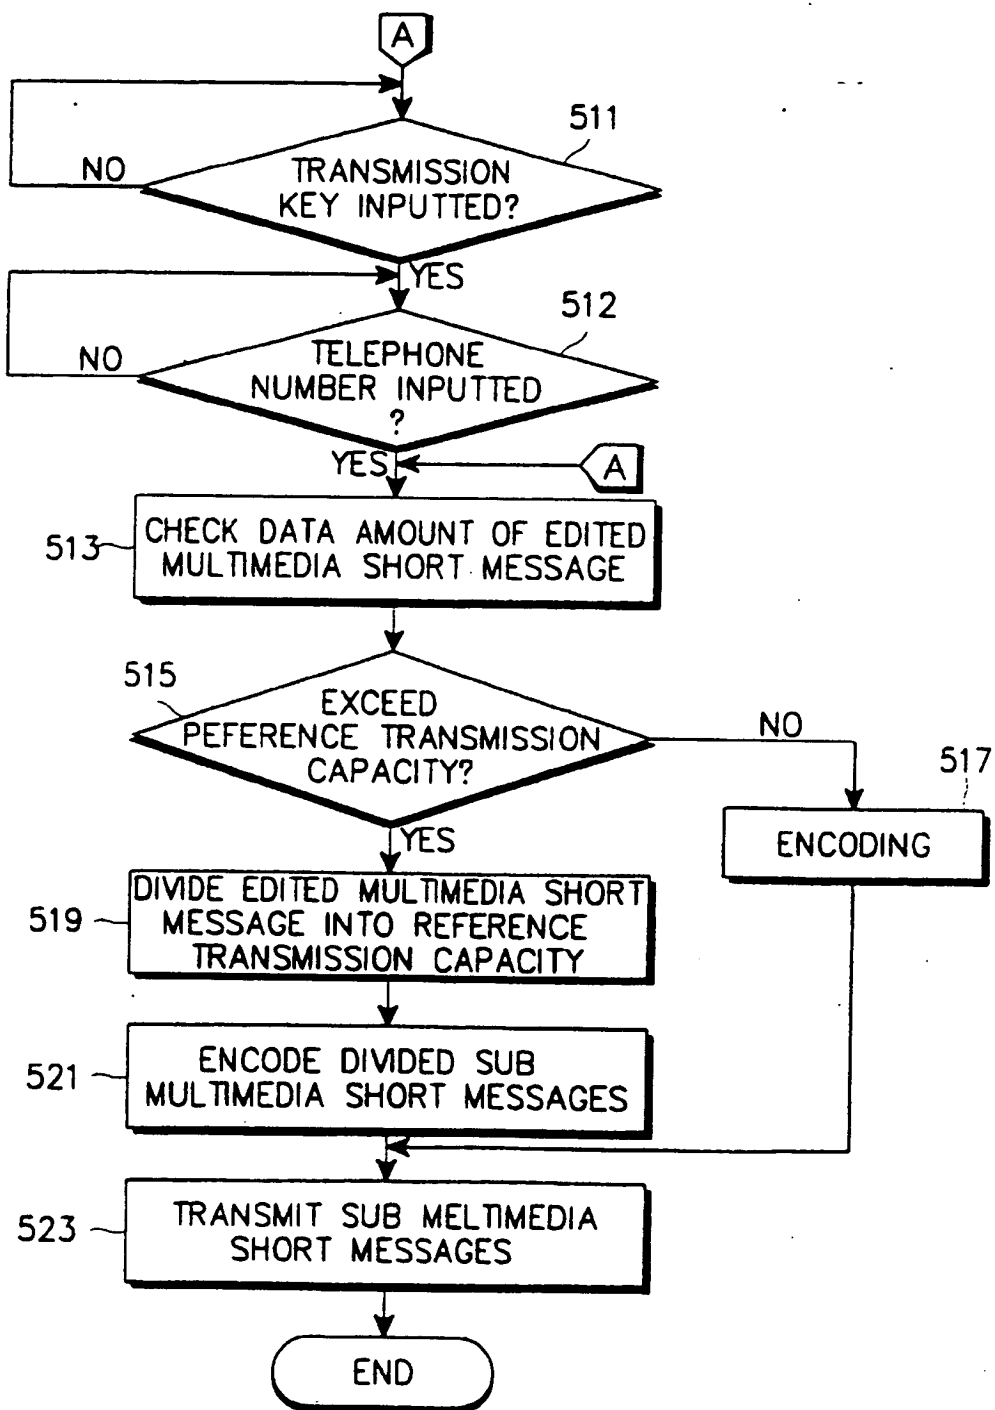 A
511
TRANSMISSION
KEY INPUTTED?
NO
YES
512
TELEPHONE
NUMBER INPUTTED
?
NO
YES
A
513
CHECK DATA AMOUNT OF EDITED
MULTIMEDIA SHORT MESSAGE
515
EXCEED
PEFERENCE TRANSMISSION
CAPACITY?
NO
517
ENCODING
YES
519
DIVIDE EDITED MULTIMEDIA SHORT
MESSAGE INTO REFERENCE
TRANSMISSION CAPACITY
521
ENCODE DIVIDED SUB
MULTIMEDIA SHORT MESSAGES
523
TRANSMIT SUB MELTIMEDIA
SHORT MESSAGES
END